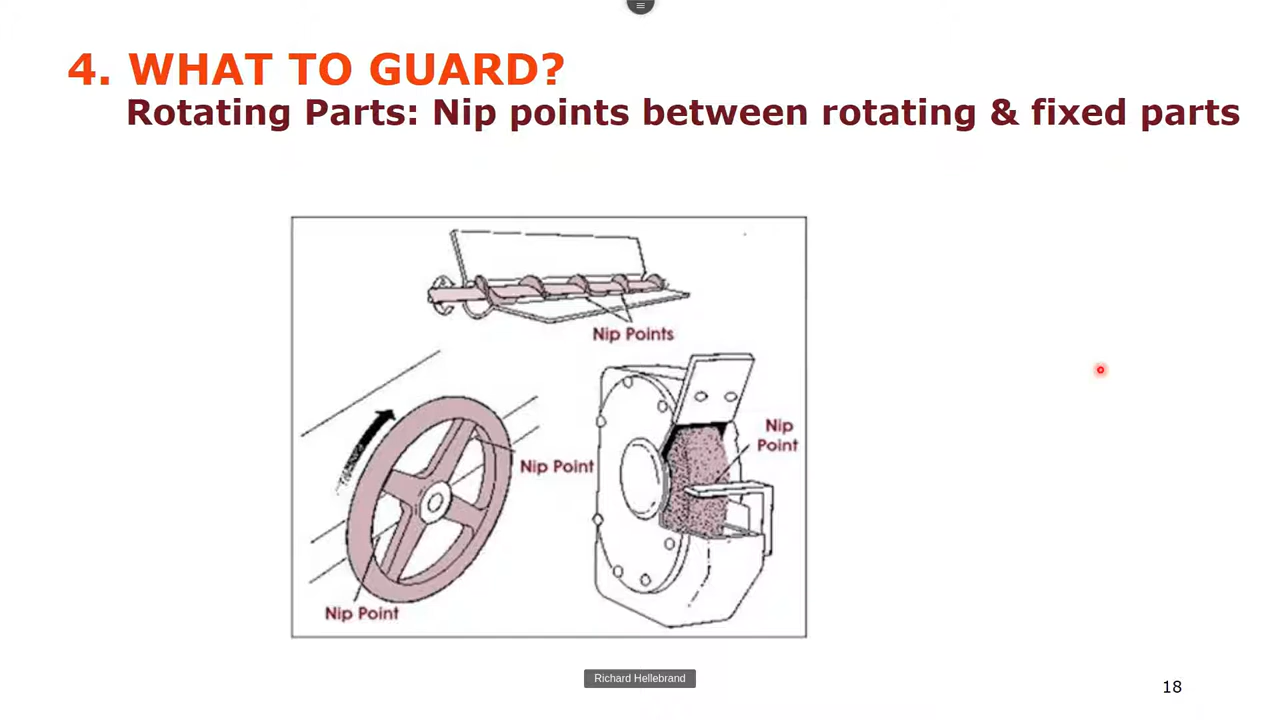 4. WHAT TO GUARD?
Rotating Parts: Nip points between rotating & fixed parts
Nip Points
Nip
Point
Nip Point
Nip Point
Richard Hellebrand
18